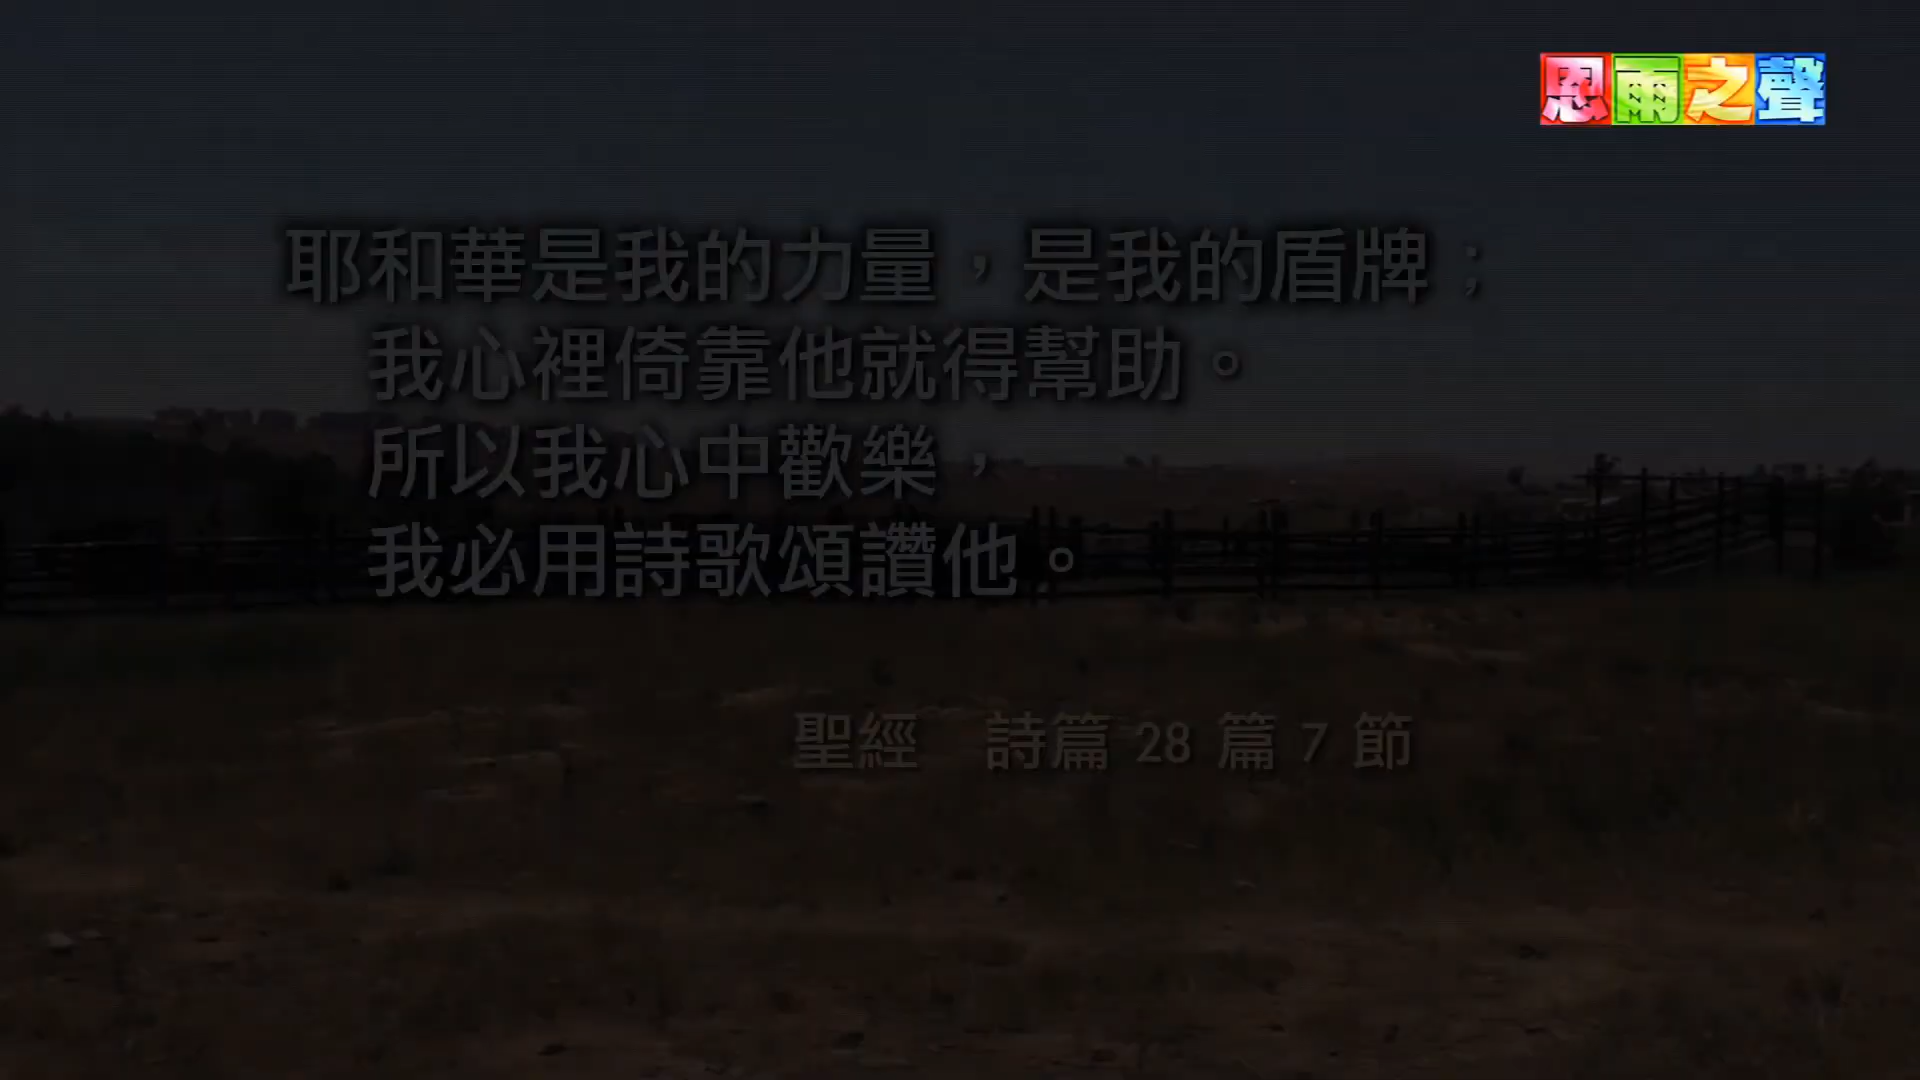 恩雨之聲
耶和華是我的力量，是我的盾牌；
我心裡倚靠他就得幫助。
所以我心中歡樂，
我必用詩歌頌讚他。
聖經 詩篇 28 篇 7 節